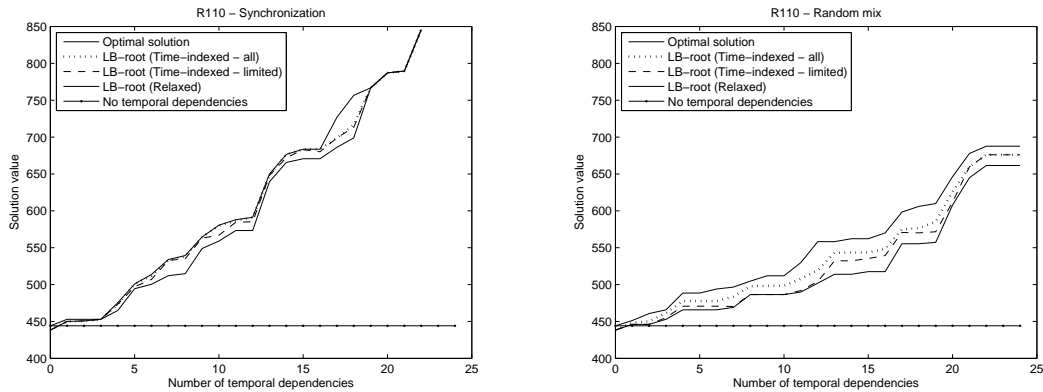 R110 − Synchronization
850
800
750
700
650
600
550
500
450
400
0
5
10
15
20
25
Solution value
Number of temporal dependencies
Optimal solution
LB−root (Time−indexed − all)
LB−root (Time−indexed − limited)
LB−root (Relaxed)
No temporal dependencies
R110 − Random mix
850
800
750
700
650
600
550
500
450
400
0
5
10
15
20
25
Solution value
Number of temporal dependencies
Optimal solution
LB−root (Time−indexed − all)
LB−root (Time−indexed − limited)
LB−root (Relaxed)
No temporal dependencies